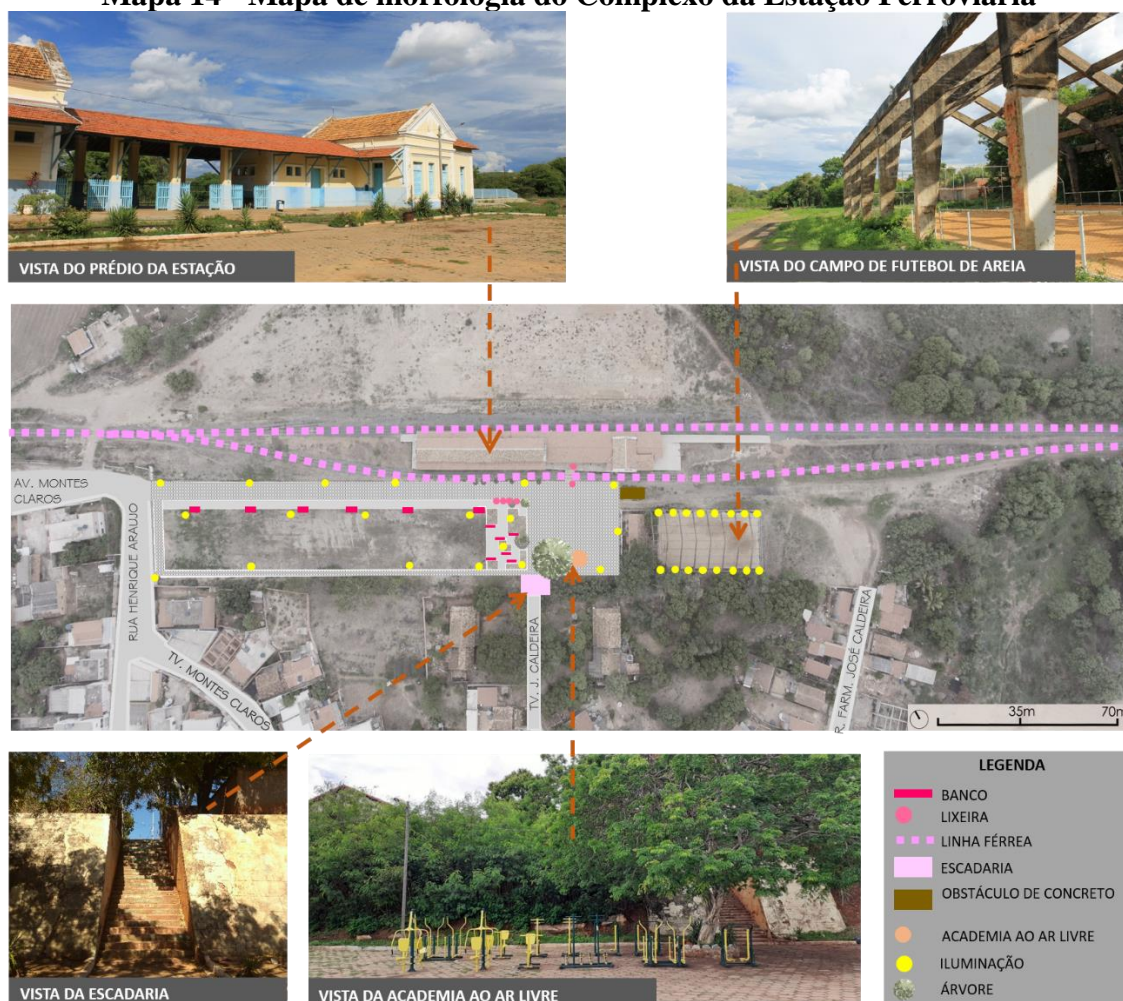 Mapa 14 - Mapa de morfologia do Complexo da Estação Ferroviária
VISTA DO PRÉDIO DA ESTAÇÃO
VISTA DO CAMPO DE FUTEBOL DE AREIA
AV. MONTES
CLAROS
RUA HENRIQUE ARAUJO
TV. MONTES CLAROS
TV. J. CALDEIRA
R. FARM. JOSÉ CALDEIRA
35m
70m
VISTA DA ESCADARIA
VISTA DA ACADEMIA AO AR LIVRE
LEGENDA
BANCO
LIXEIRA
LINHA FÉRREA
ESCADARIA
OBSTÁCULO DE CONCRETO
ACADEMIA AO AR LIVRE
ILUMINAÇÃO
ÁRVORE